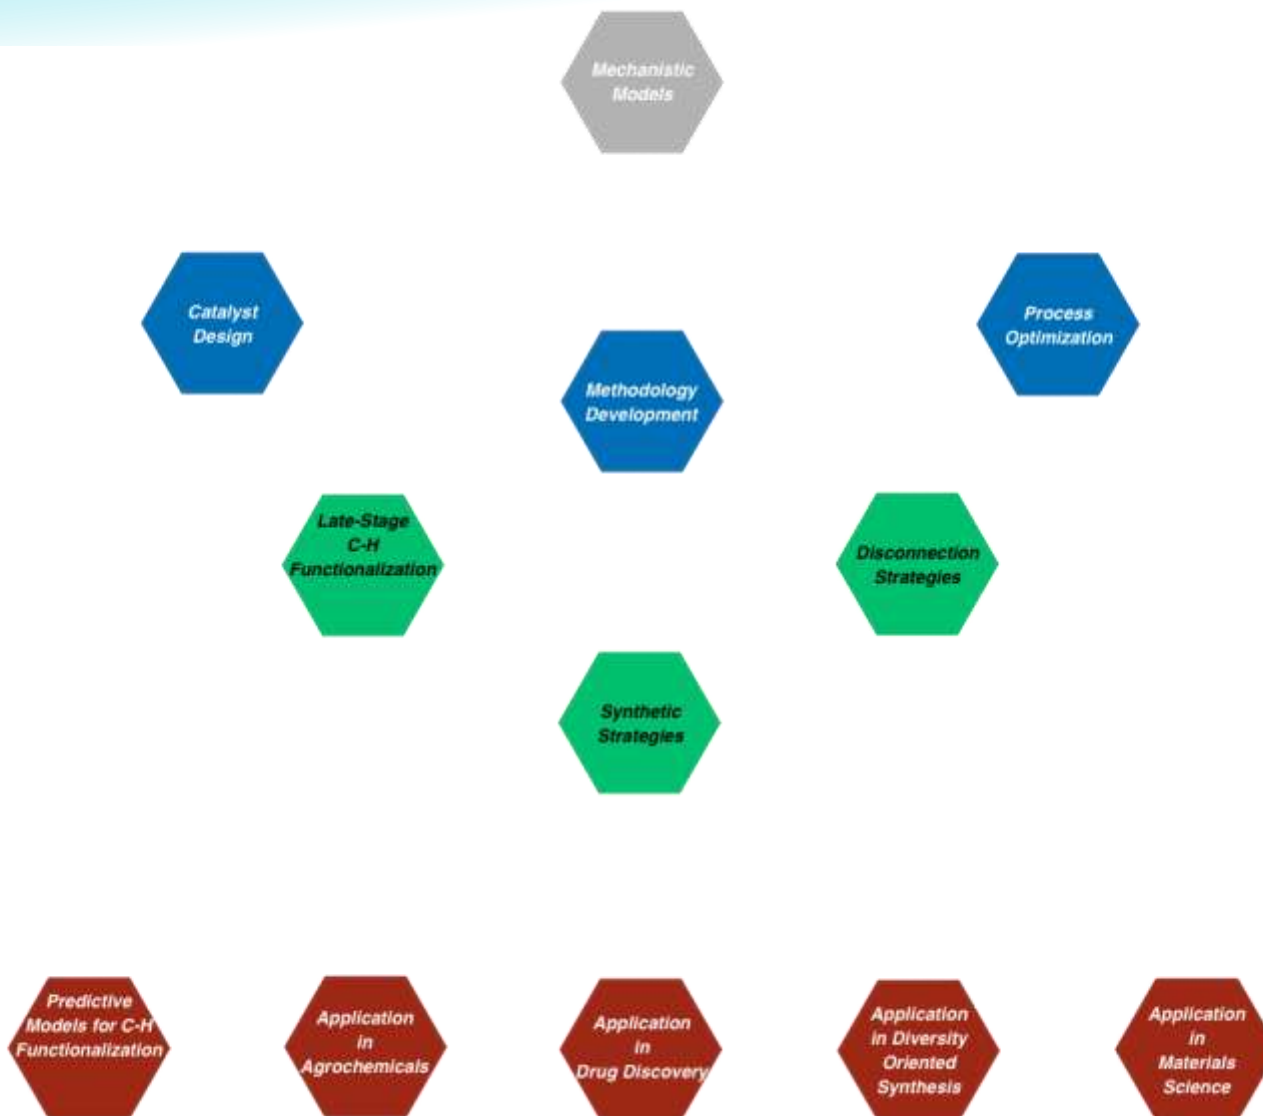 Mechanistic
Models
Catalyst
Design
Process
Optimization
Methodology
Development
Late-Stage
C-H
Functionalization
Disconnection
Strategies
Synthetic
Strategies
Predictive
Models for C-H
Functionalization
Application
in
Agrochemicals
Application
in
Drug Discovery
Application
in Diversity
Oriented
Synthesis
Application
in
Materials
Science